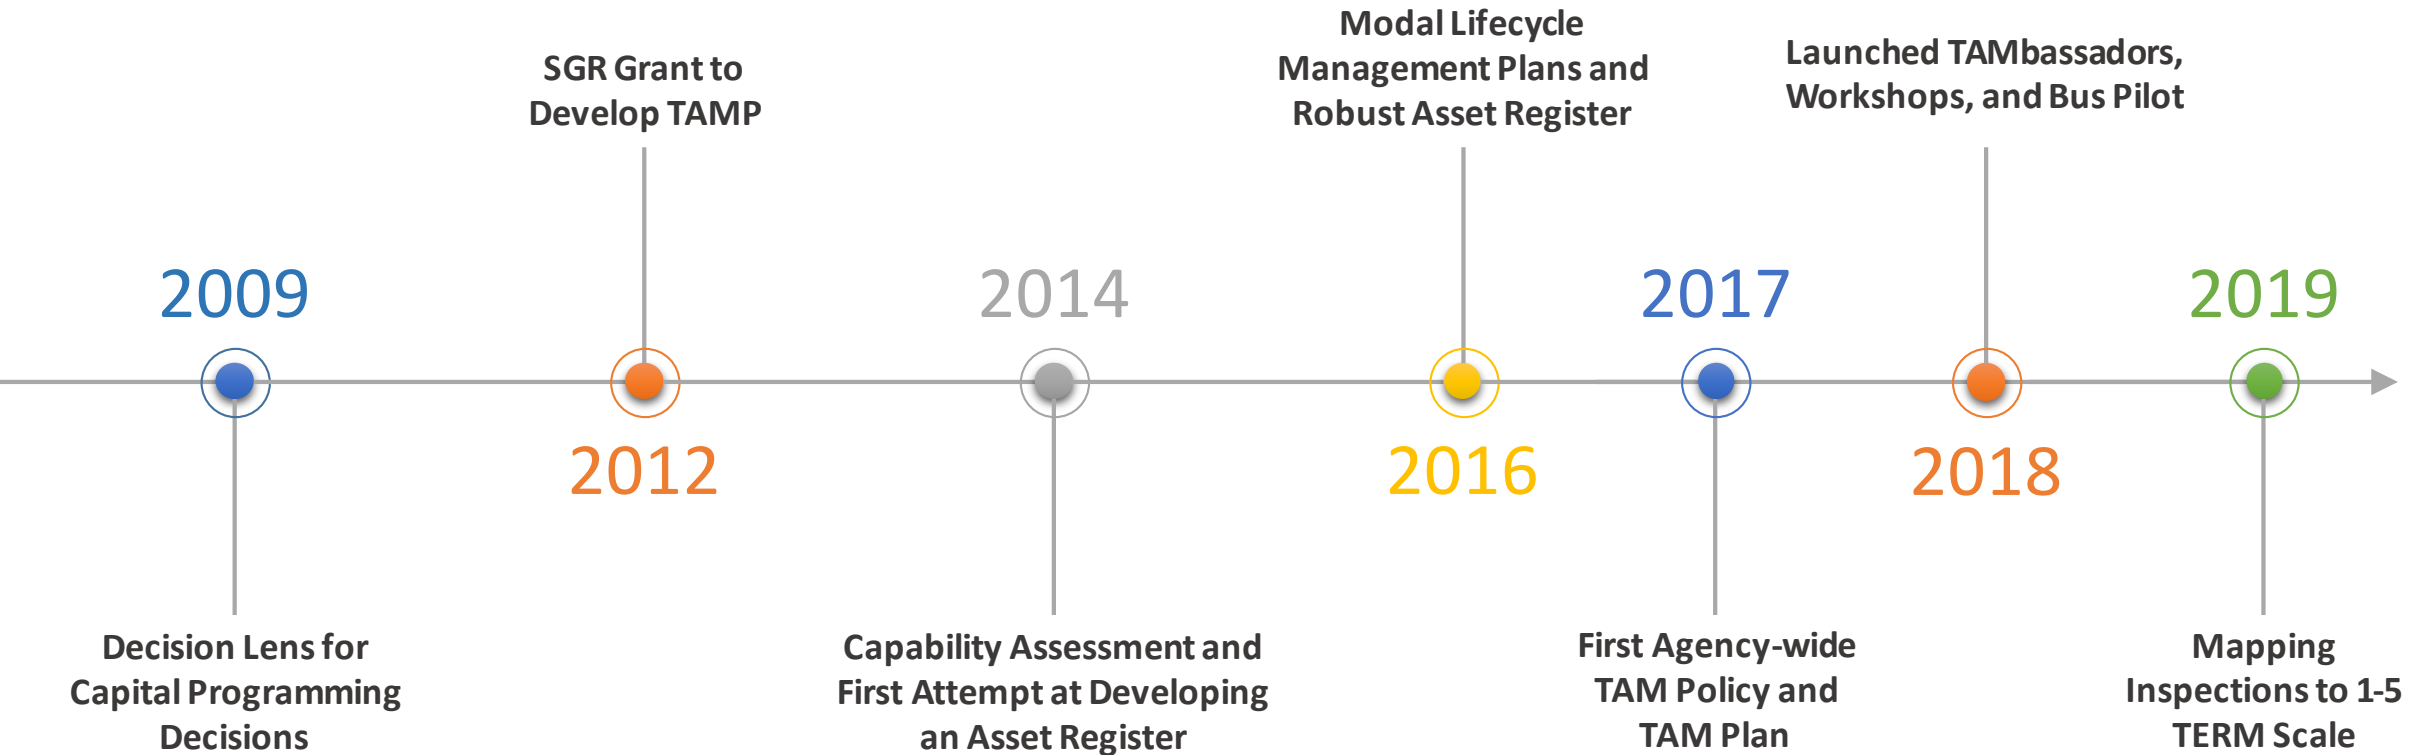 2009
Decision Lens for
Capital Programming
Decisions
SGR Grant to
Develop TAMP
2012
2014
Capability Assessment and
First Attempt at Developing
an Asset Register
Modal Lifecycle
Management Plans and
Robust Asset Register
2016
2017
First Agency-wide
TAM Policy and
TAM Plan
Launched TAMbassadors,
Workshops, and Bus Pilot
2018
2019
Mapping
Inspections to 1-5
TERM Scale